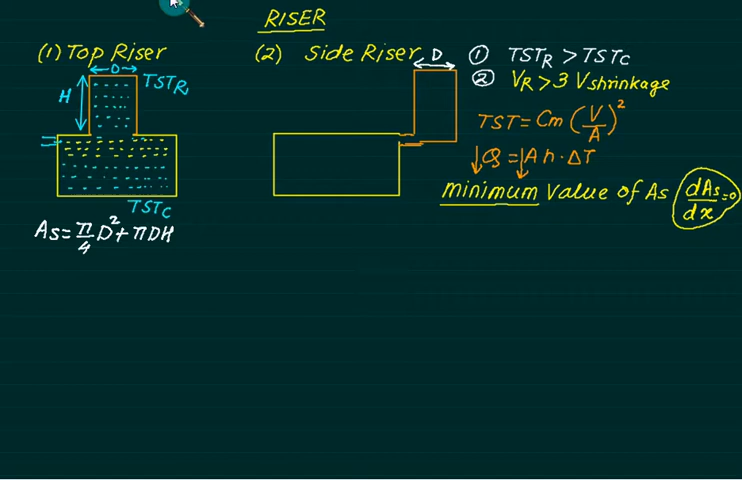 RISER
(1) Top Riser
D
H
TSTR
TSTC
As = π/4 D² + πDH
(2) Side Riser
D
① TSTR > TSTC
② VR > 3 Vshrinkage
TST = Cm (V/A)²
↓Q = ↓A h · ΔT
minimum value of As (dAs/dx = 0)